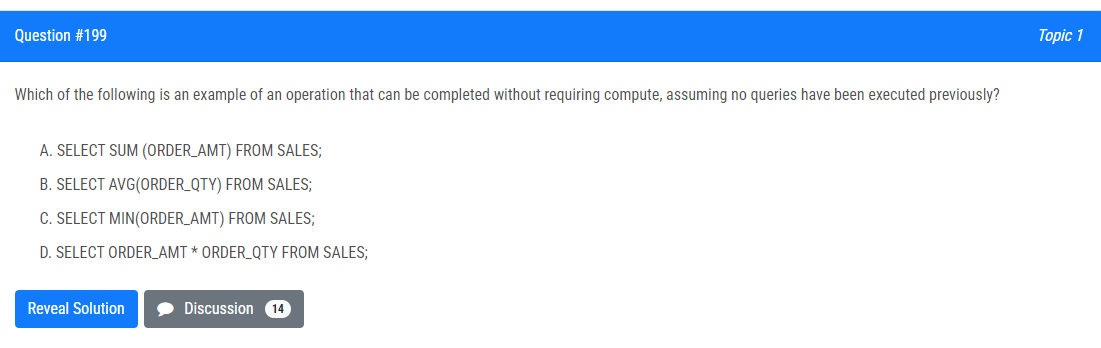 Question #199
Topic 1
Which of the following is an example of an operation that can be completed without requiring compute, assuming no queries have been executed previously?
A. SELECT SUM (ORDER_AMT) FROM SALES;
B. SELECT AVG(ORDER_QTY) FROM SALES;
C. SELECT MIN(ORDER_AMT) FROM SALES;
D. SELECT ORDER_AMT * ORDER_QTY FROM SALES;
Reveal Solution
Discussion 14